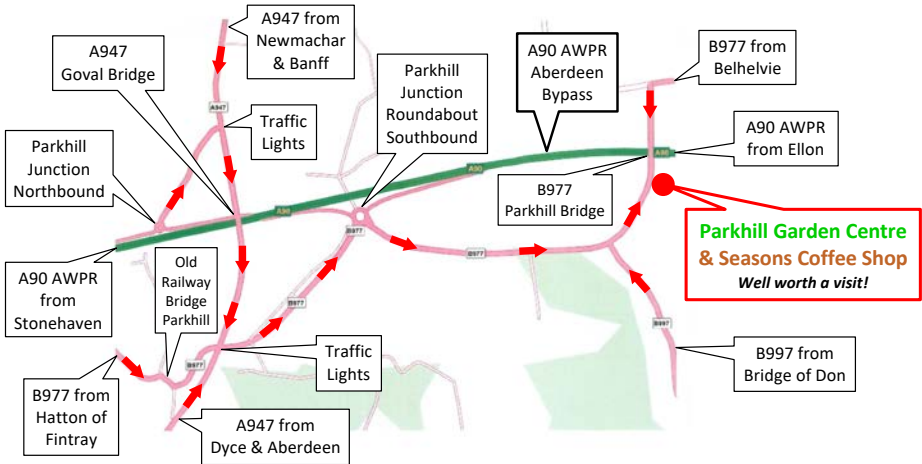 A947 from
Newmachar
& Banff
A947
Goval Bridge
Parkhill
Junction
Roundabout
Southbound
A90 AWPR
Aberdeen
Bypass
B977 from
Belhelvie
A947
Traffic
Lights
Parkhill
Junction
Northbound
A90 AWPR
from Ellon
A90
A90
A90
B977
Parkhill Bridge
Parkhill Garden Centre
& Seasons Coffee Shop
Well worth a visit!
B977
B977
A90 AWPR
from
Stonehaven
Old
Railway
Bridge
Parkhill
B977
B977
B997
Traffic
Lights
B997 from
Bridge of Don
B977 from
Hatton of
Fintray
A947 from
Dyce & Aberdeen